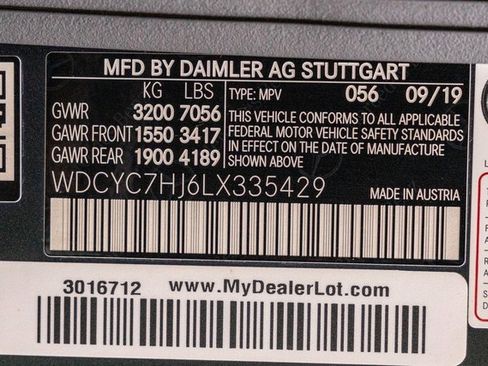 MFD BY DAIMLER AG STUTTGART
KG LBS
GWR 3200 7056
GAWR FRONT 1550 3417
GAWR REAR 1900 4189
TYPE: MPV 056 09/19
THIS VEHICLE CONFORMS TO ALL APPLICABLE
FEDERAL MOTOR VEHICLE SAFETY STANDARDS
IN EFFECT ON THE DATE OF MANUFACTURE
SHOWN ABOVE.
WDCYC7HJ6LX335429
MADE IN AUSTRIA
3016712 www.MyDealerLot.com